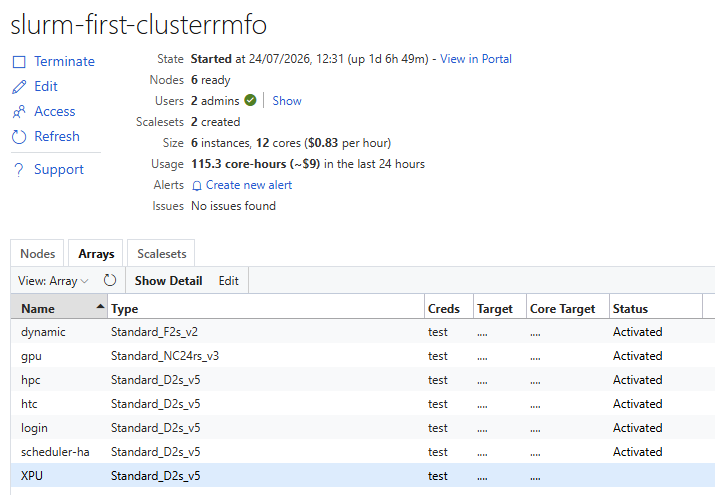 slurm-first-clusterrmfo
Terminate
Edit
Access
Refresh
? Support
State Started at 24/07/2026, 12:31 (up 1d 6h 49m) - View in Portal
Nodes 6 ready
Users 2 admins | Show
Scalesets 2 created
Size 6 instances, 12 cores ($0.83 per hour)
Usage 115.3 core-hours (~$9) in the last 24 hours
Alerts Create new alert
Issues No issues found
Nodes Arrays Scalesets
View: Array Show Detail Edit
Name Type Creds Target Core Target Status
dynamic Standard_F2s_v2 test .... .... Activated
gpu Standard_NC24rs_v3 test .... .... Activated
hpc Standard_D2s_v5 test .... .... Activated
htc Standard_D2s_v5 test .... .... Activated
login Standard_D2s_v5 test .... .... Activated
scheduler-ha Standard_D2s_v5 test .... .... Activated
XPU Standard_D2s_v5 test .... ....